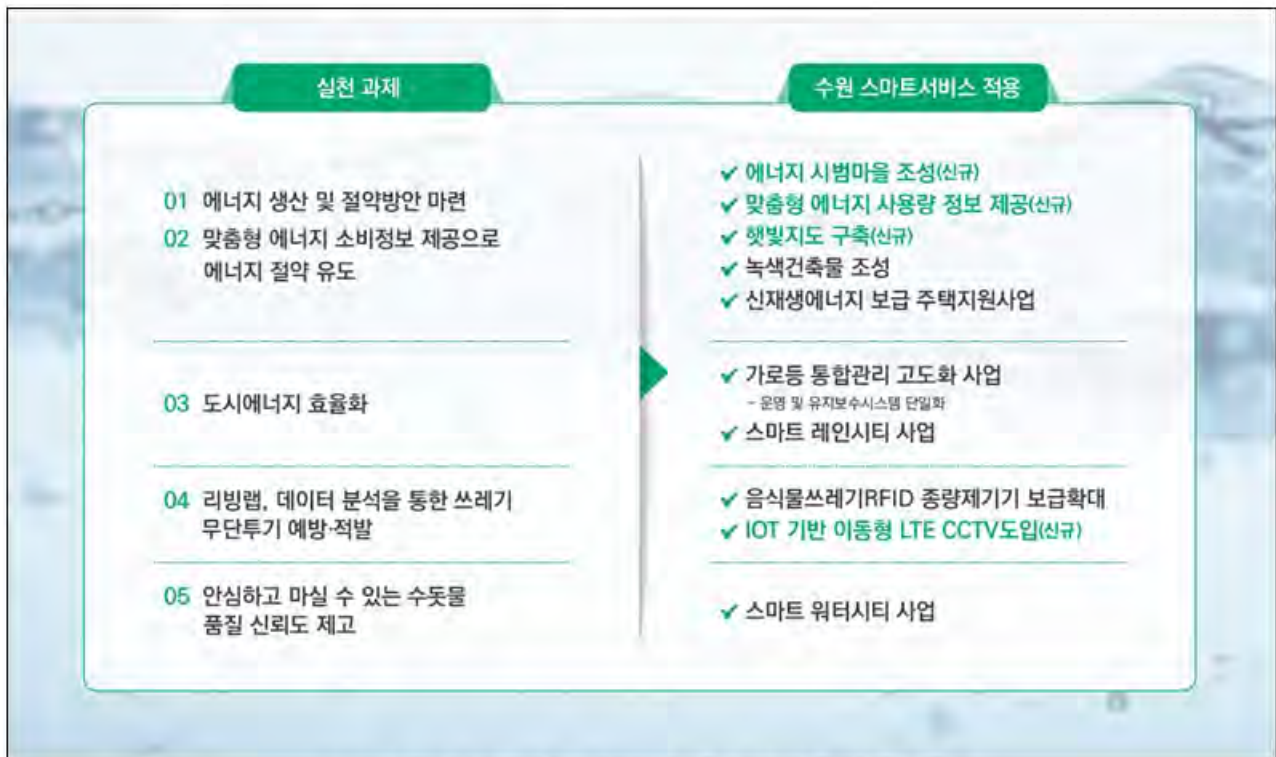 실천 과제
01 에너지 생산 및 절약방안 마련
02 맞춤형 에너지 소비정보 제공으로
에너지 절약 유도
03 도시에너지 효율화
04 리빙랩, 데이터 분석을 통한 쓰레기
무단투기 예방·적발
05 안심하고 마실 수 있는 수돗물
품질 신뢰도 제고
수원 스마트서비스 적용
✔ 에너지 시범마을 조성(신규)
✔ 맞춤형 에너지 사용량 정보 제공(신규)
✔ 햇빛지도 구축(신규)
✔ 녹색건축물 조성
✔ 신재생에너지 보급 주택지원사업
✔ 가로등 통합관리 고도화 사업
- 운영 및 유지보수시스템 단일화
✔ 스마트 레인시티 사업
✔ 음식물쓰레기RFID 종량제기기 보급확대
✔ IOT 기반 이동형 LTE CCTV도입(신규)
✔ 스마트 워터시티 사업